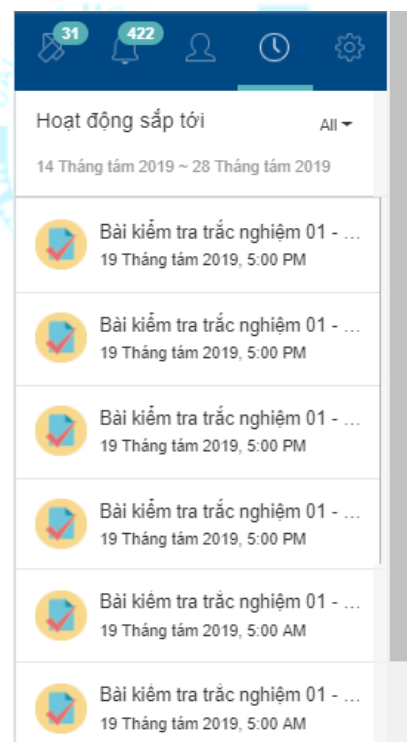 31 422
Hoạt động sắp tới All
14 Tháng tám 2019 ~ 28 Tháng tám 2019
Bài kiểm tra trắc nghiệm 01 - ...
19 Tháng tám 2019, 5:00 PM
Bài kiểm tra trắc nghiệm 01 - ...
19 Tháng tám 2019, 5:00 PM
Bài kiểm tra trắc nghiệm 01 - ...
19 Tháng tám 2019, 5:00 PM
Bài kiểm tra trắc nghiệm 01 - ...
19 Tháng tám 2019, 5:00 PM
Bài kiểm tra trắc nghiệm 01 - ...
19 Tháng tám 2019, 5:00 AM
Bài kiểm tra trắc nghiệm 01 - ...
19 Tháng tám 2019, 5:00 AM